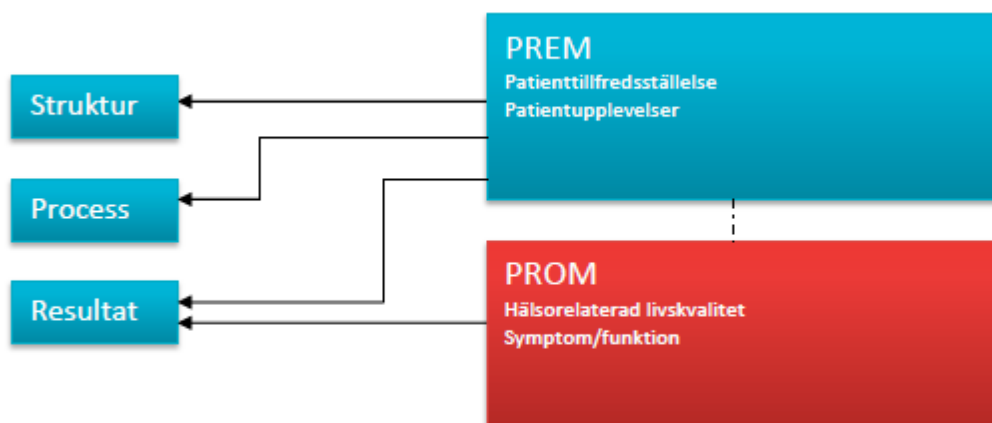 PREM
Patienttillfredsställelse
Patientupplevelser
Struktur
Process
Resultat
PROM
Hälsorelaterad livskvalitet
Symptom/funktion